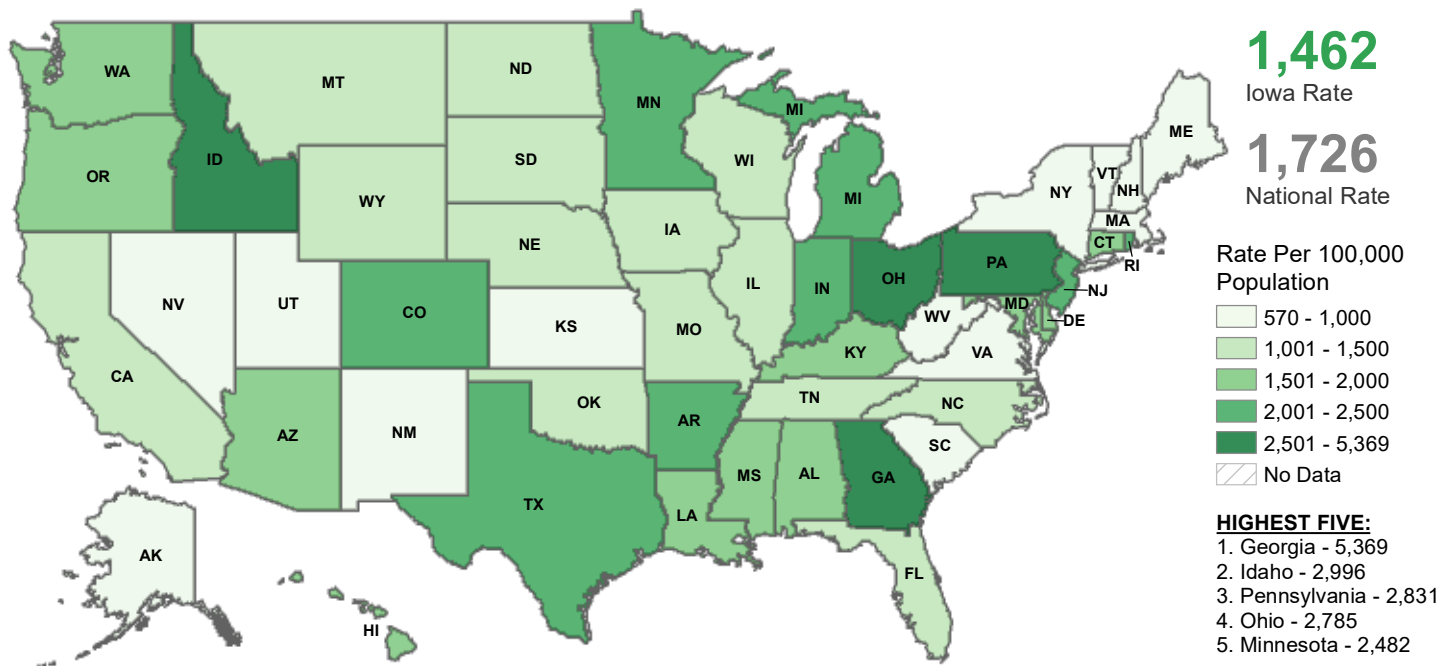 WA
MT
ND
MN
MI
ME
OR
ID
SD
WI
VT
NH
NY
WY
MI
MA
IA
CT
RI
NE
PA
OH
IL
IN
NJ
NV
UT
CO
MD
DE
WV
KS
MO
VA
KY
CA
TN
OK
NC
AZ
NM
AR
SC
MS
AL
GA
TX
LA
AK
FL
HI
1,462
Iowa Rate
1,726
National Rate
Rate Per 100,000
Population
570 - 1,000
1,001 - 1,500
1,501 - 2,000
2,001 - 2,500
2,501 - 5,369
No Data
HIGHEST FIVE:
1. Georgia - 5,369
2. Idaho - 2,996
3. Pennsylvania - 2,831
4. Ohio - 2,785
5. Minnesota - 2,482